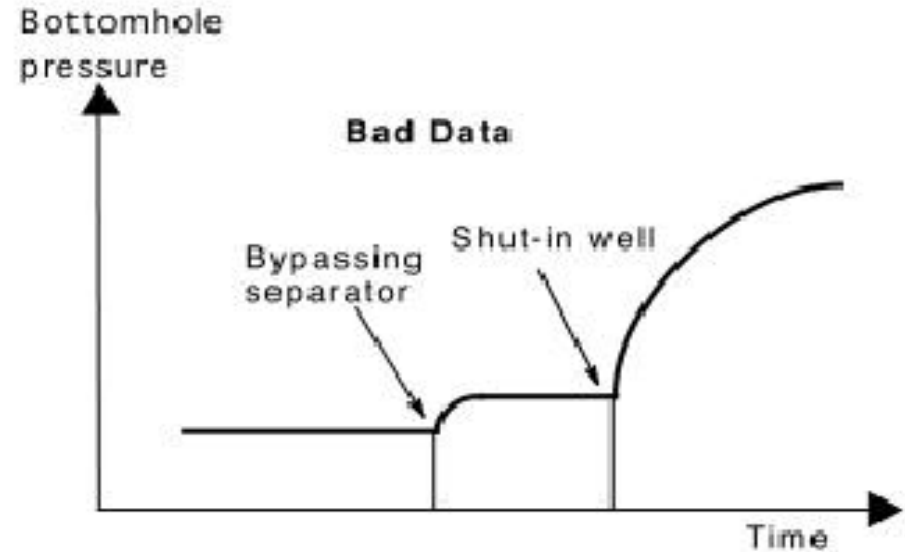 Bottomhole
pressure
Bad Data
Shut-in well
Bypassing
separator
Time